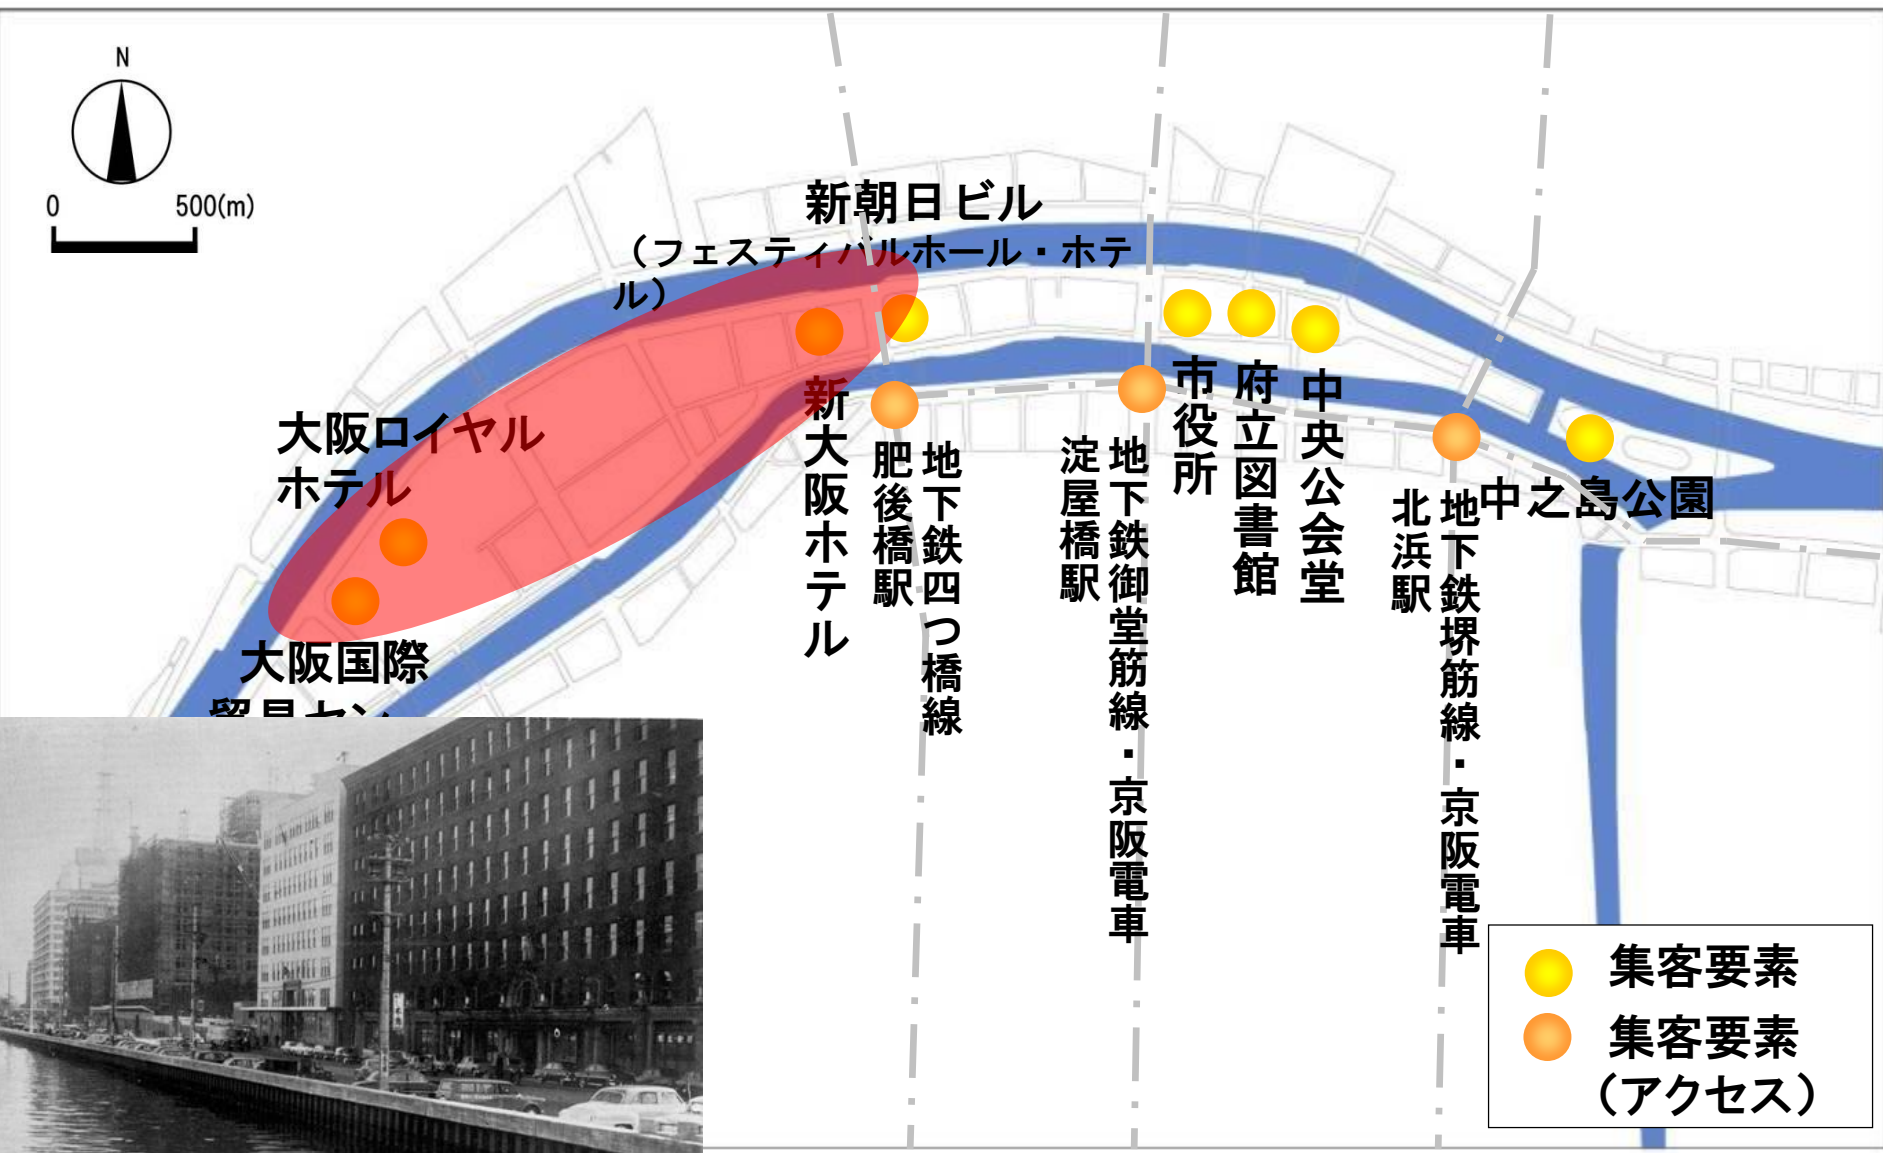 N
0 500(m)
新朝日ビル
（フェスティバルホール・ホテ
ル）
大阪ロイヤル
ホテル
大阪国際
貿易セン
新大阪ホテル
地下鉄四つ橋線
肥後橋駅
地下鉄御堂筋線・京阪電車
淀屋橋駅
市役所
府立図書館
中央公会堂
地下鉄堺筋線・京阪電車
北浜駅
中之島公園
集客要素
集客要素
（アクセス）